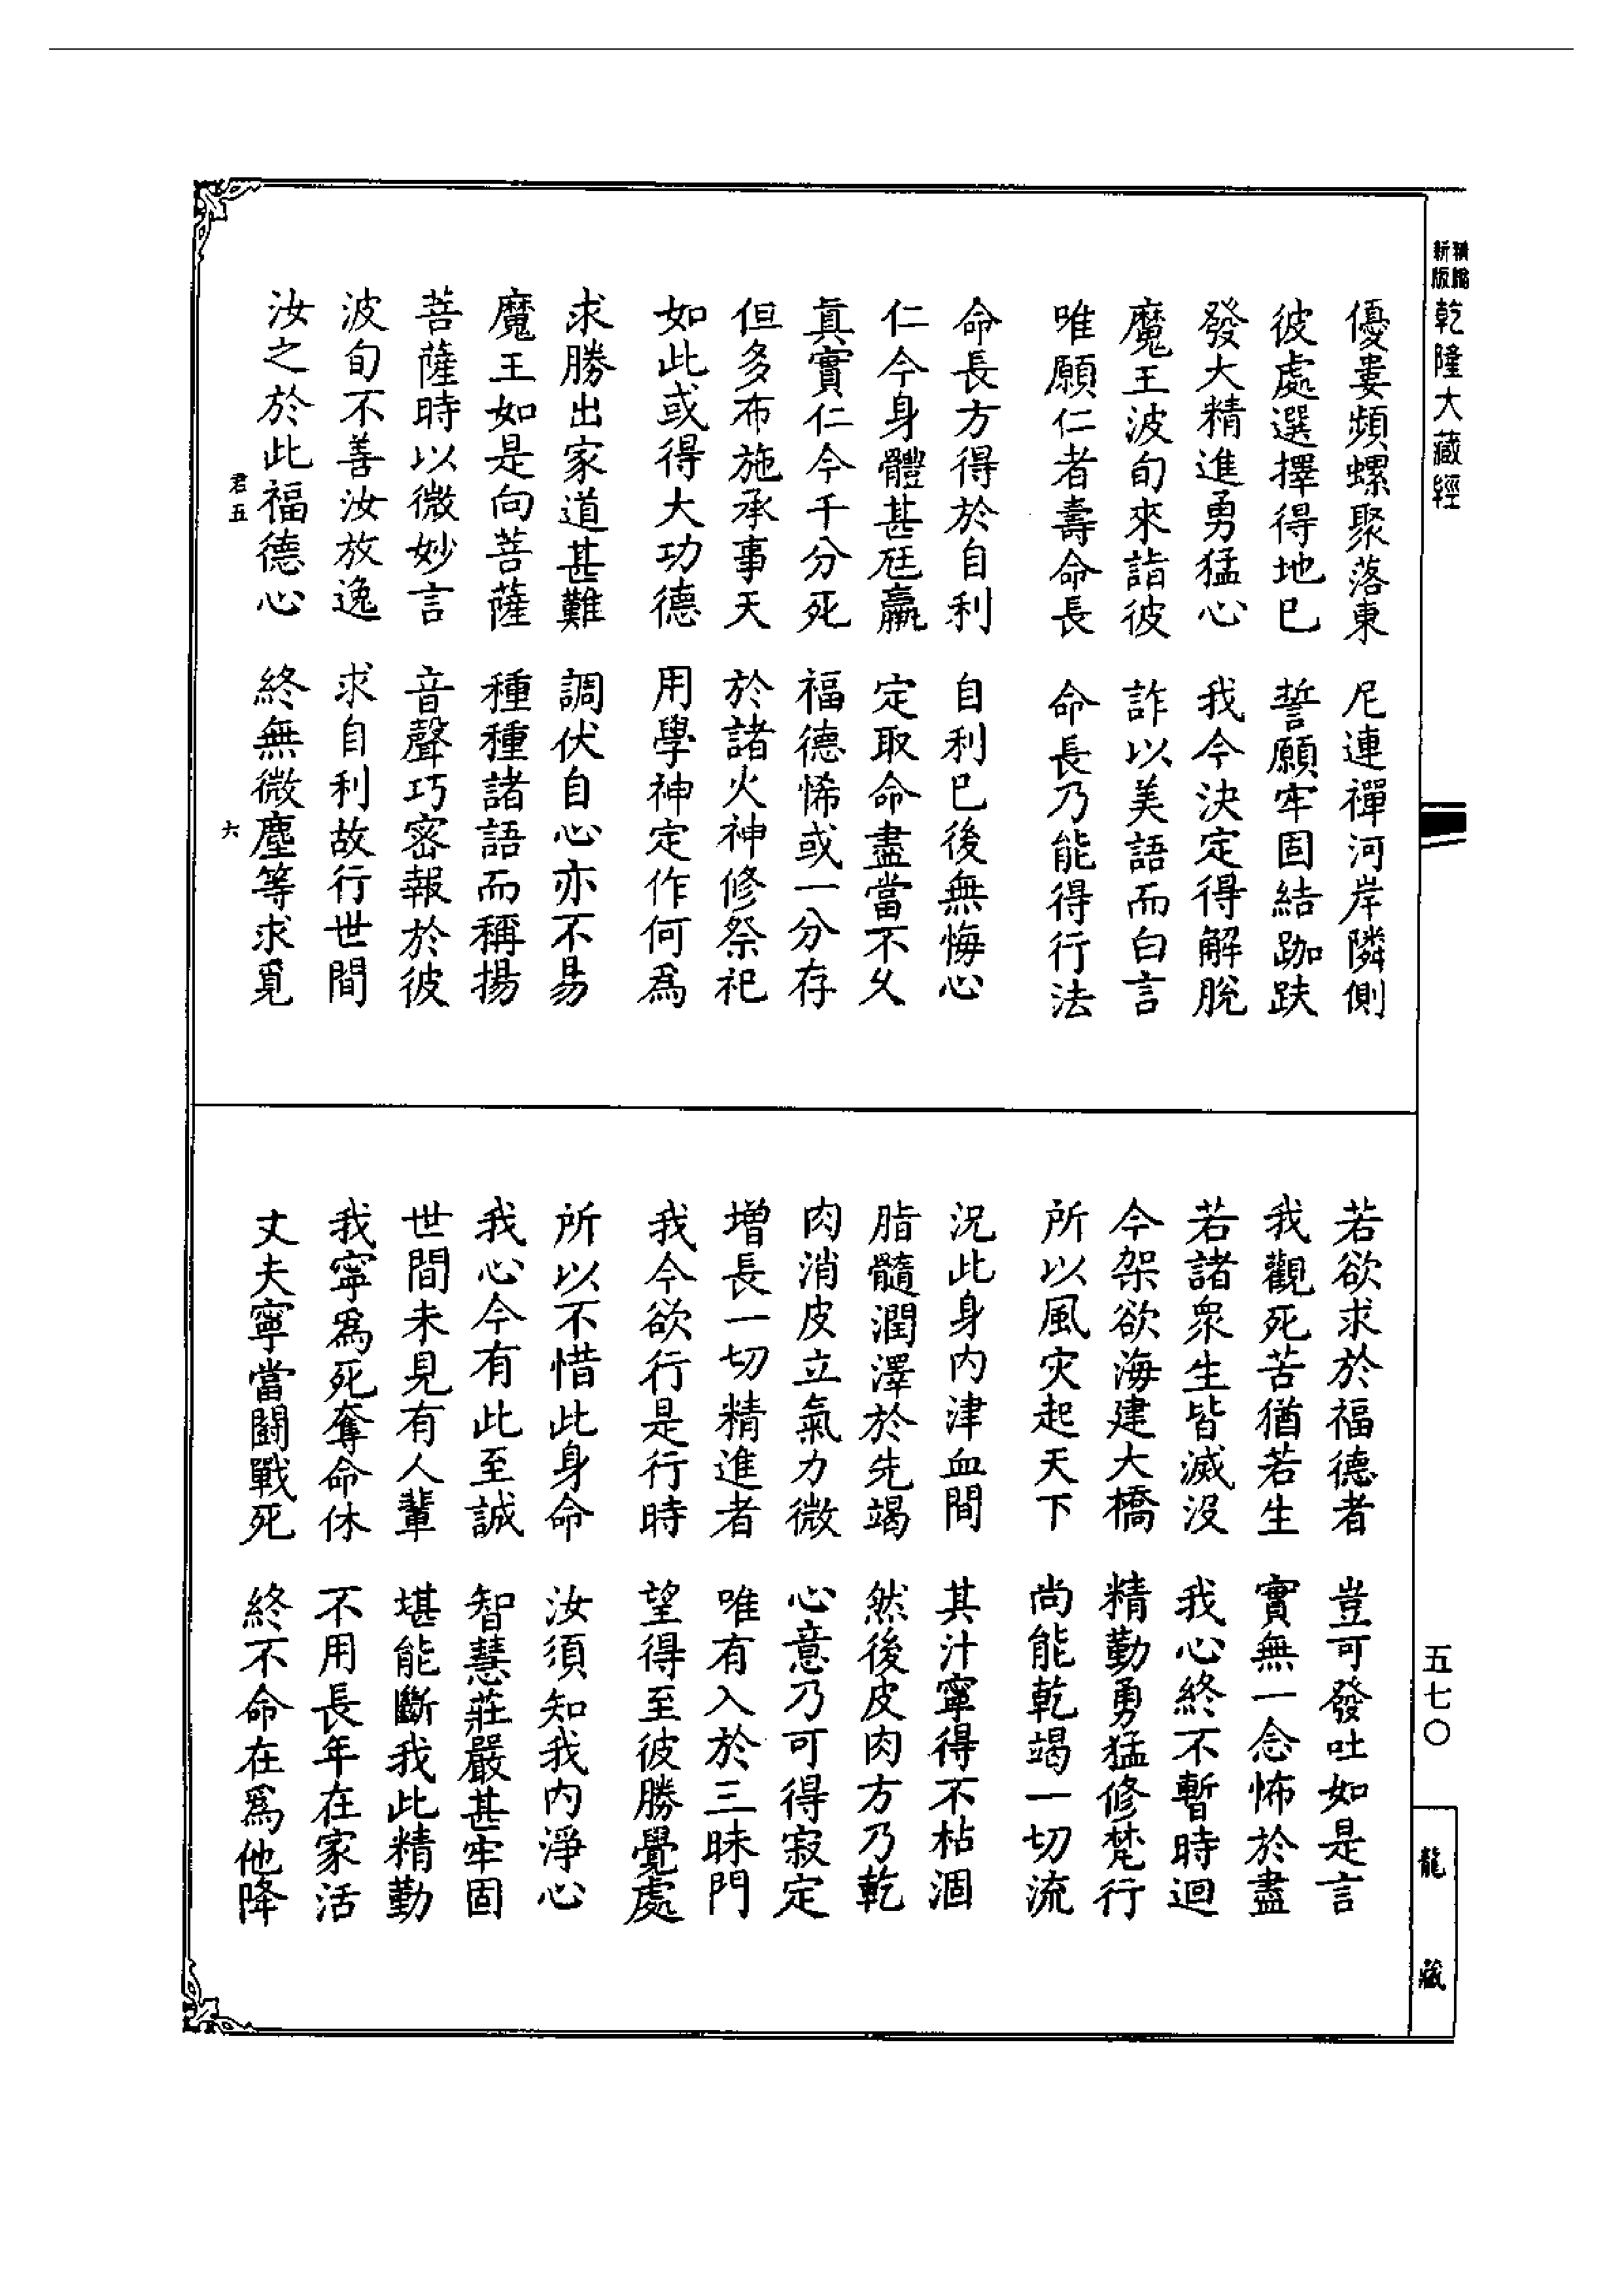 精縮新版乾隆大藏經
優婁頻螺聚落東　尼連禪河岸隣側
彼處選擇得地巳　誓願牢固結跏趺
發大精進勇猛心　我今決定得解脫
魔王波旬來詣彼　詐以美語而白言
唯願仁者壽命長　命長乃能得行法
命長方得於自利　自利巳後無悔心
仁今身體甚尫羸　定取命盡當不乆
真實仁今千分死　福德悕或一分存
但多布施承事天　於諸火神修祭祀
如此或得大功德　用學神定作何爲
求勝出家道甚難　調伏自心亦不易
魔王如是向菩薩　種種諸語而稱揚
菩薩時以微妙言　音聲巧密報於彼
波旬不善汝放逸　求自利故行世間
汝之於此福德心　終無微塵等求覓
君五　六
若欲求於福德者　豈可發吐如是言
我觀死苦猶若生　實無一念怖於盡
若諸衆生皆滅没　我心終不暫時迴
今架欲海建大橋　精勤勇猛修梵行
所以風灾起天下　尚能乾竭一切流
況此身内津血間　其汁寧得不枯涸
脂髓潤澤於先竭　然後皮肉方乃乾
肉消皮立氣力微　心意乃可得寂定
增長一切精進者　唯有入於三昧門
我今欲行是行時　望得至彼勝覺處
所以不惜此身命　汝須知我内淨心
我心今有此至誠　智慧莊嚴甚牢固
世間未見有人輩　堪能斷我此精勤
我寧爲死奪命休　不用長年在家活
丈夫寧當鬪戰死　終不命在爲他降
五七〇
龍藏